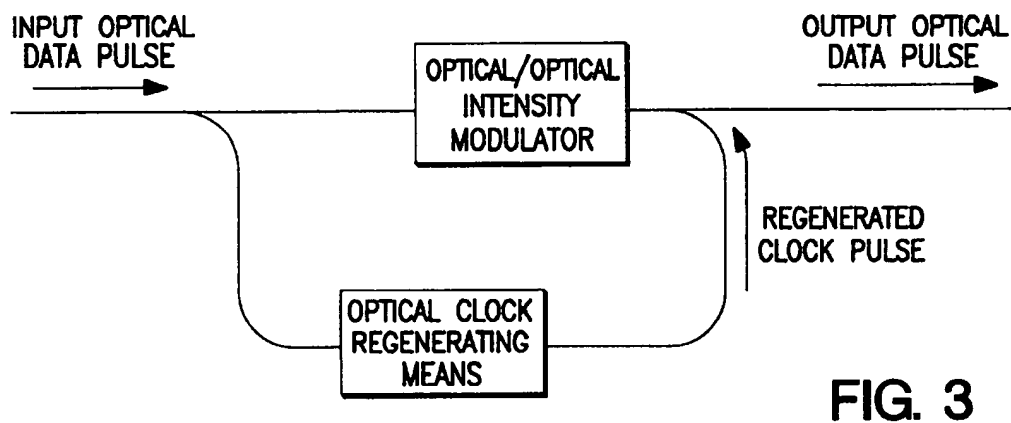 INPUT OPTICAL
DATA PULSE
OPTICAL/OPTICAL
INTENSITY
MODULATOR
OUTPUT OPTICAL
DATA PULSE
REGENERATED
CLOCK PULSE
OPTICAL CLOCK
REGENERATING
MEANS
FIG. 3